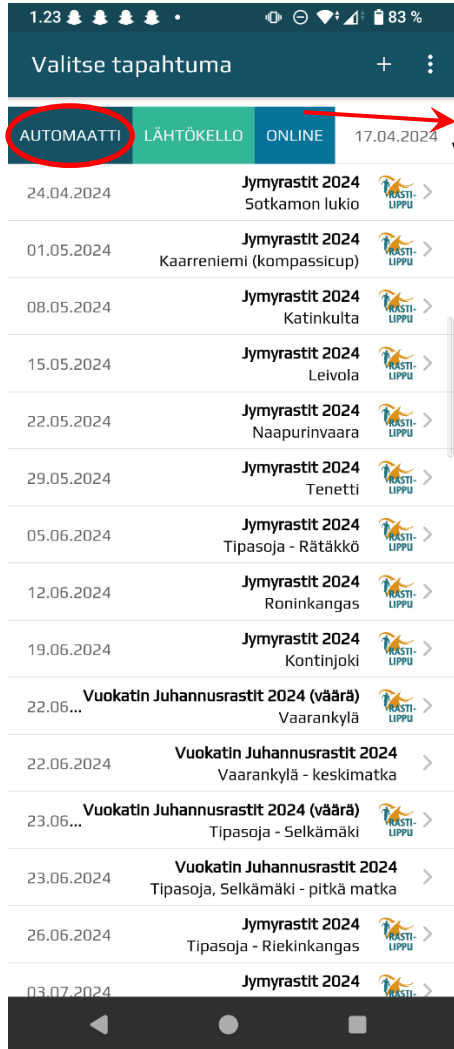 1.23 83 %
Valitse tapahtuma
AUTOMAATTI LÄHTÖKELLO ONLINE 17.04.2024
Jymyrastit 2024
24.04.2024 RASTI-
Sotkamon lukio LIPPU
Jymyrastit 2024
01.05.2024 RASTI-
Kaarreniemi (kompassicup) LIPPU
Jymyrastit 2024
08.05.2024 RASTI-
Katinkulta LIPPU
Jymyrastit 2024
15.05.2024 RASTI-
Leivola LIPPU
Jymyrastit 2024
22.05.2024 RASTI-
Naapurinvaara LIPPU
Jymyrastit 2024
29.05.2024 RASTI-
Tenetti LIPPU
Jymyrastit 2024
05.06.2024 RASTI-
Tipasoja - Rätäkkö LIPPU
Jymyrastit 2024
12.06.2024 RASTI-
Roninkangas LIPPU
Jymyrastit 2024
19.06.2024 RASTI-
Kontinjoki LIPPU
Vuokatin Juhannusrastit 2024 (väärä)
22.06... RASTI-
Vaarankylä LIPPU
Vuokatin Juhannusrastit 2024
22.06.2024
Vaarankylä - keskimatka
Vuokatin Juhannusrastit 2024 (väärä)
23.06... RASTI-
Tipasoja - Selkämäki LIPPU
Vuokatin Juhannusrastit 2024
23.06.2024
Tipasoja, Selkämäki - pitkä matka
Jymyrastit 2024
26.06.2024 RASTI-
Tipasoja - Riekinkangas LIPPU
Jymyrastit 2024
03.07.2024 RASTI-